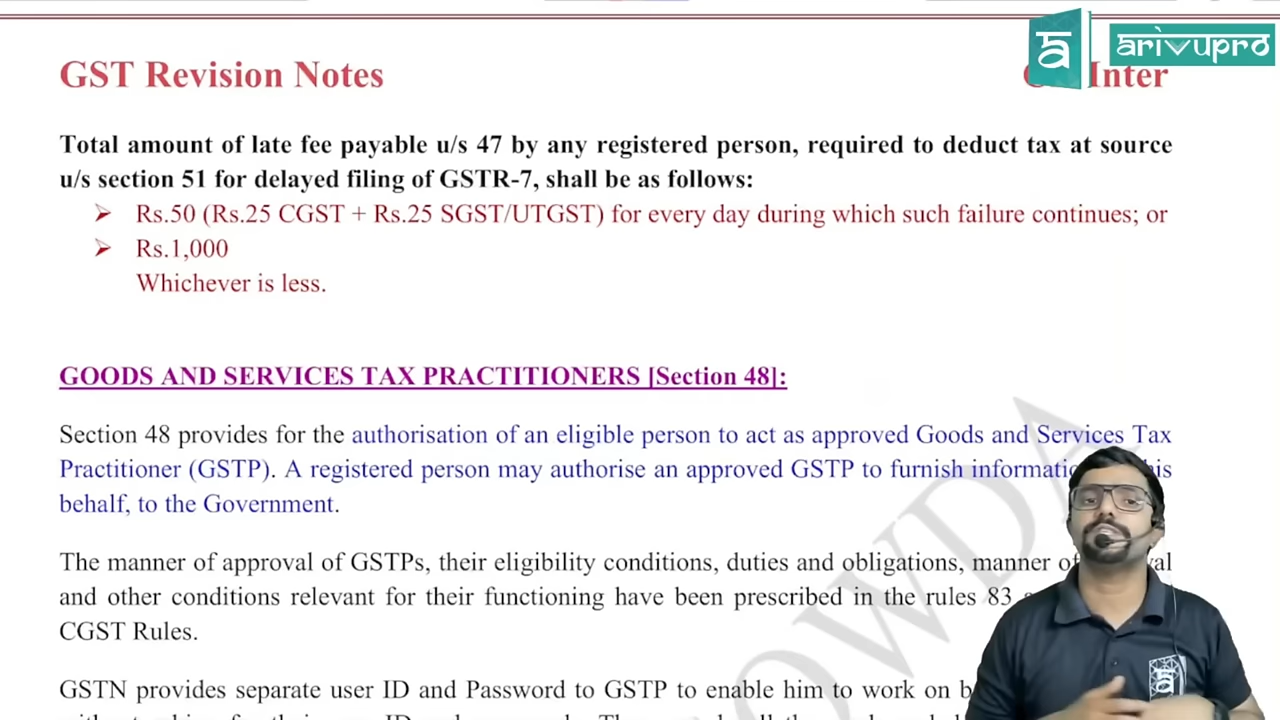 arivupro
GST Revision Notes
Inter
Total amount of late fee payable u/s 47 by any registered person, required to deduct tax at source
u/s section 51 for delayed filing of GSTR-7, shall be as follows:
➢ Rs.50 (Rs.25 CGST + Rs.25 SGST/UTGST) for every day during which such failure continues; or
➢ Rs.1,000
Whichever is less.
GOODS AND SERVICES TAX PRACTITIONERS [Section 48]:
Section 48 provides for the authorisation of an eligible person to act as approved Goods and Services Tax
Practitioner (GSTP). A registered person may authorise an approved GSTP to furnish
behalf, to the Government.
The manner of approval of GSTPs, their eligibility conditions, duties and obligations, manner
and other conditions relevant for their functioning have been prescribed in the rules 83
CGST Rules.
GSTN provides separate user ID and Password to GSTP to enable him to work on